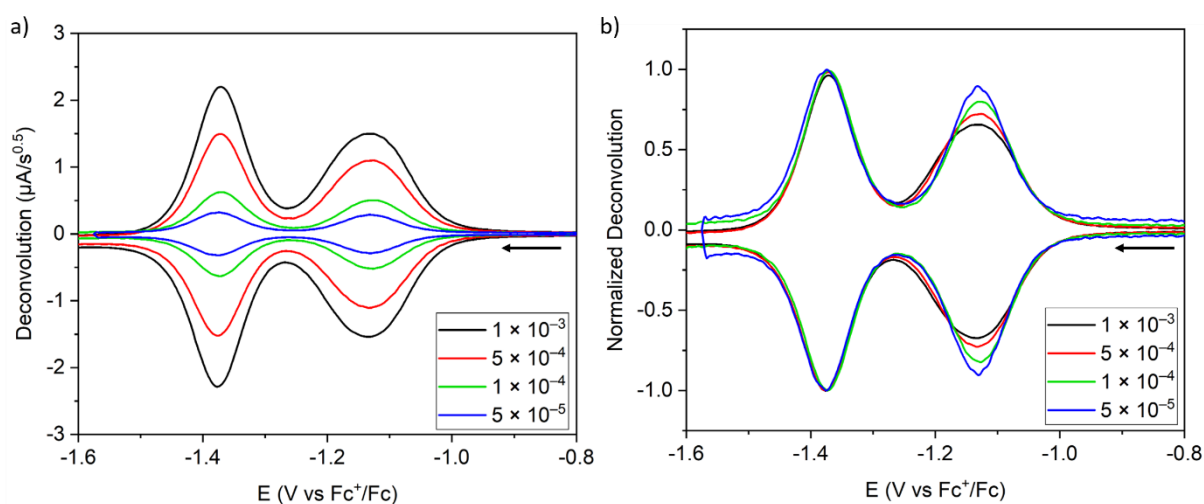 a)
3
2
1
0
-1
-2
-3
Deconvolution (µA/s^0.5)
1 × 10⁻³
5 × 10⁻⁴
1 × 10⁻⁴
5 × 10⁻⁵
-1.6 -1.4 -1.2 -1.0 -0.8
E (V vs Fc⁺/Fc)
b)
1.0
0.5
0.0
-0.5
-1.0
Normalized Deconvolution
1 × 10⁻³
5 × 10⁻⁴
1 × 10⁻⁴
5 × 10⁻⁵
-1.6 -1.4 -1.2 -1.0 -0.8
E (V vs Fc⁺/Fc)